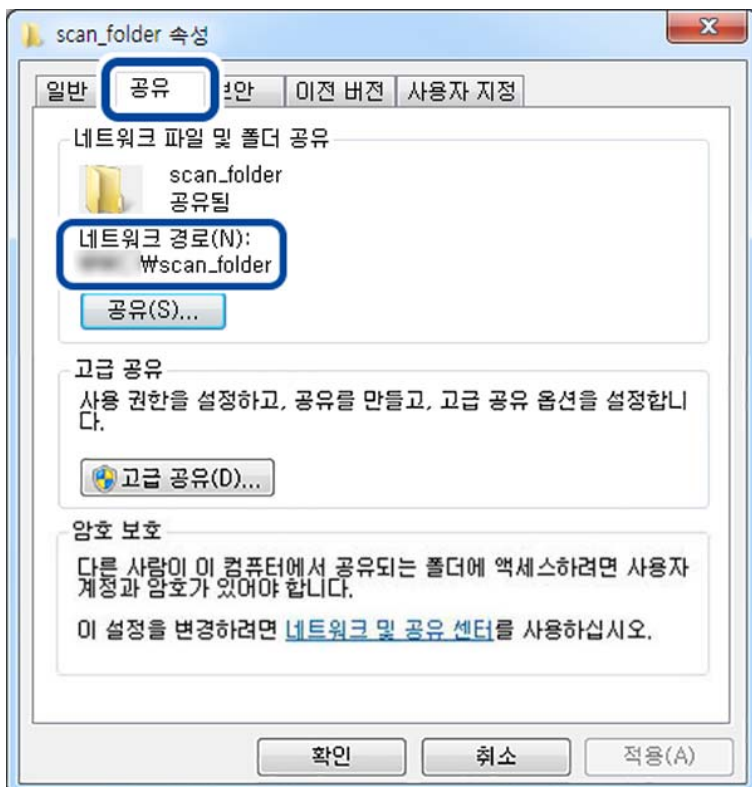 scan_folder 속성
일반 공유 보안 이전 버전 사용자 지정
네트워크 파일 및 폴더 공유
scan_folder
공유됨
네트워크 경로(N):
₩scan_folder
공유(S)...
고급 공유
사용 권한을 설정하고, 공유를 만들고, 고급 공유 옵션을 설정합니
다.
고급 공유(D)...
암호 보호
다른 사람이 이 컴퓨터에서 공유되는 폴더에 액세스하려면 사용자
계정과 암호가 있어야 합니다.
이 설정을 변경하려면 네트워크 및 공유 센터를 사용하십시오.
확인 취소 적용(A)